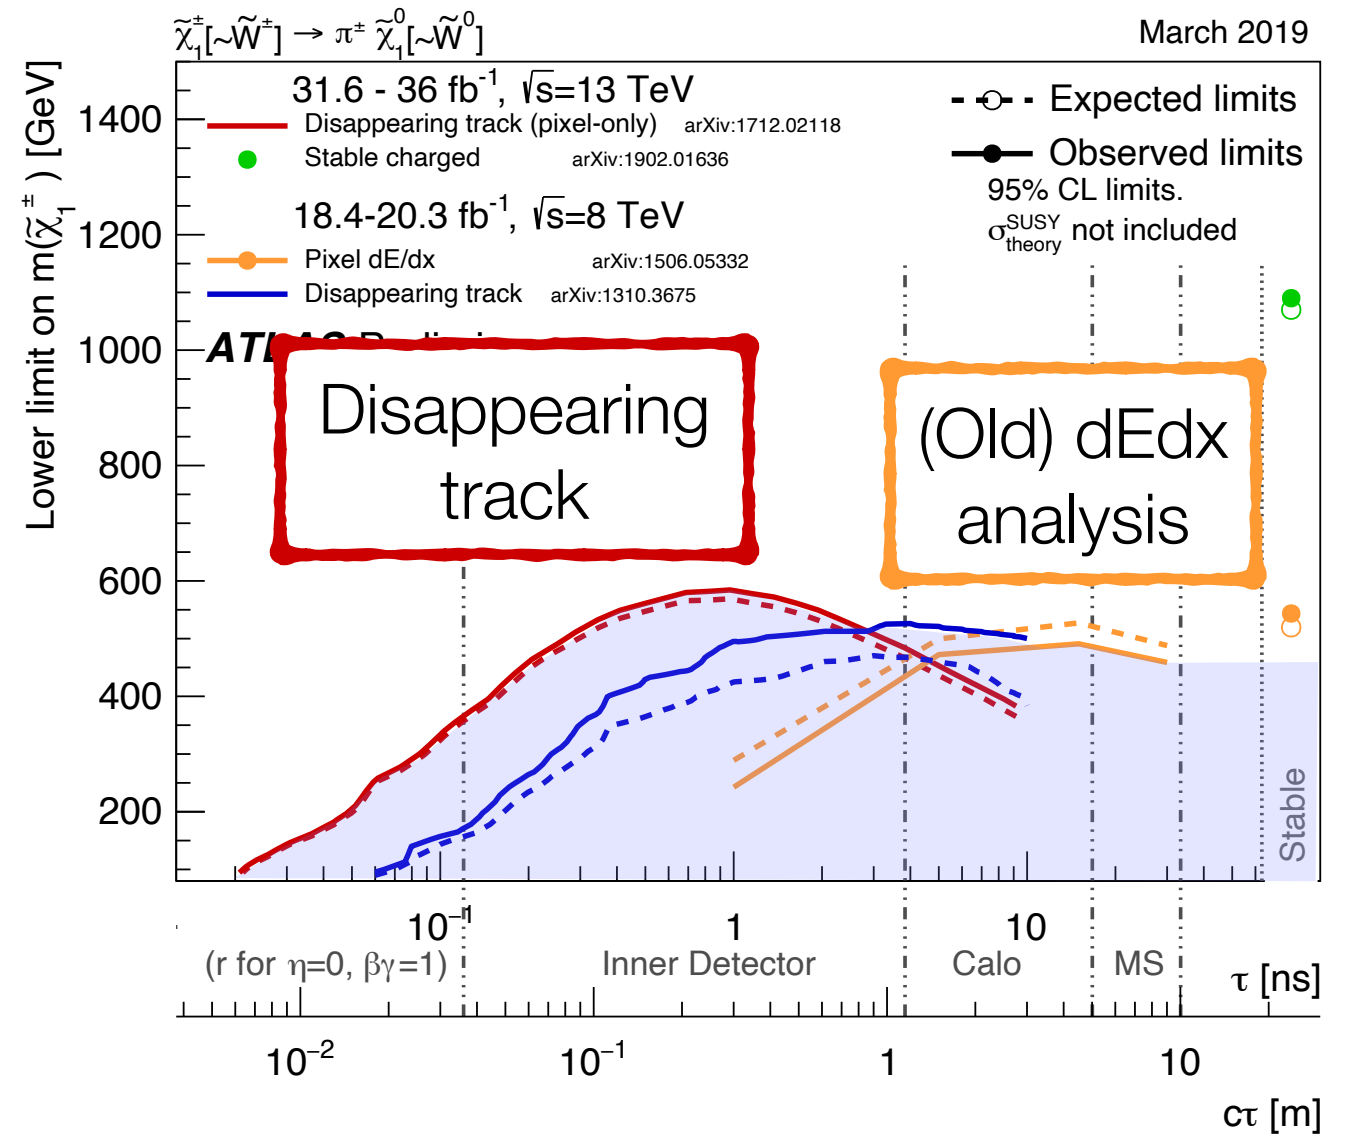 χ̃₁±[~W̃±] → π± χ̃₁⁰[~W̃⁰]
March 2019
Lower limit on m(χ̃₁±) [GeV]
31.6 - 36 fb⁻¹, √s=13 TeV
Disappearing track (pixel-only) arXiv:1712.02118
Stable charged arXiv:1902.01636
18.4-20.3 fb⁻¹, √s=8 TeV
Pixel dE/dx arXiv:1506.05332
Disappearing track arXiv:1310.3675
Expected limits
Observed limits
95% CL limits.
σ^SUSY_theory not included
1400
1200
1000
800
600
400
200
Disappearing
track
(Old) dEdx
analysis
Stable
10⁻¹ 1 10
(r for η=0, βγ=1) Inner Detector Calo MS
τ [ns]
10⁻² 10⁻¹ 1 10
cτ [m]